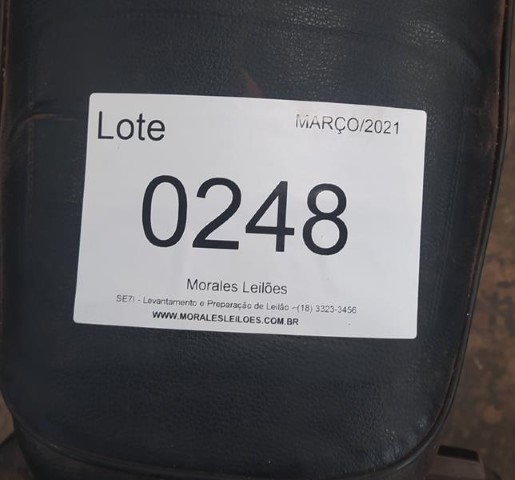 Lote MARÇO/2021
0248
Morales Leilões
SE7I - Levantamento e Preparação de Leilão -(18) 3323-3456
WWW.MORALESLEILOES.COM.BR